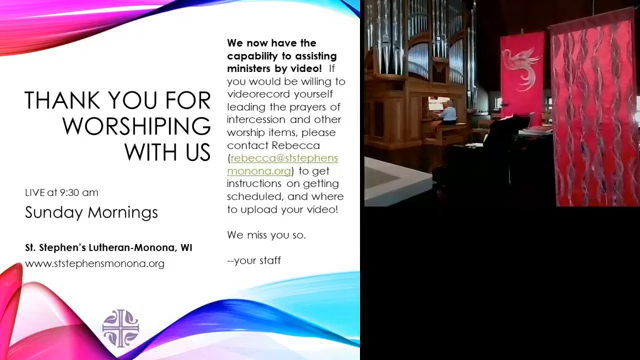 THANK YOU FOR
WORSHIPING
WITH US
LIVE at 9:30 am
Sunday Mornings
St. Stephen's Lutheran-Monona, WI
www.ststephensmonona.org
We now have the
capability to assisting
ministers by video! If
you would be willing to
videorecord yourself
leading the prayers of
intercession and other
worship items, please
contact Rebecca
(rebecca@ststephens
monona.org) to get
instructions on getting
scheduled, and where
to upload your video!
We miss you so.
--your staff